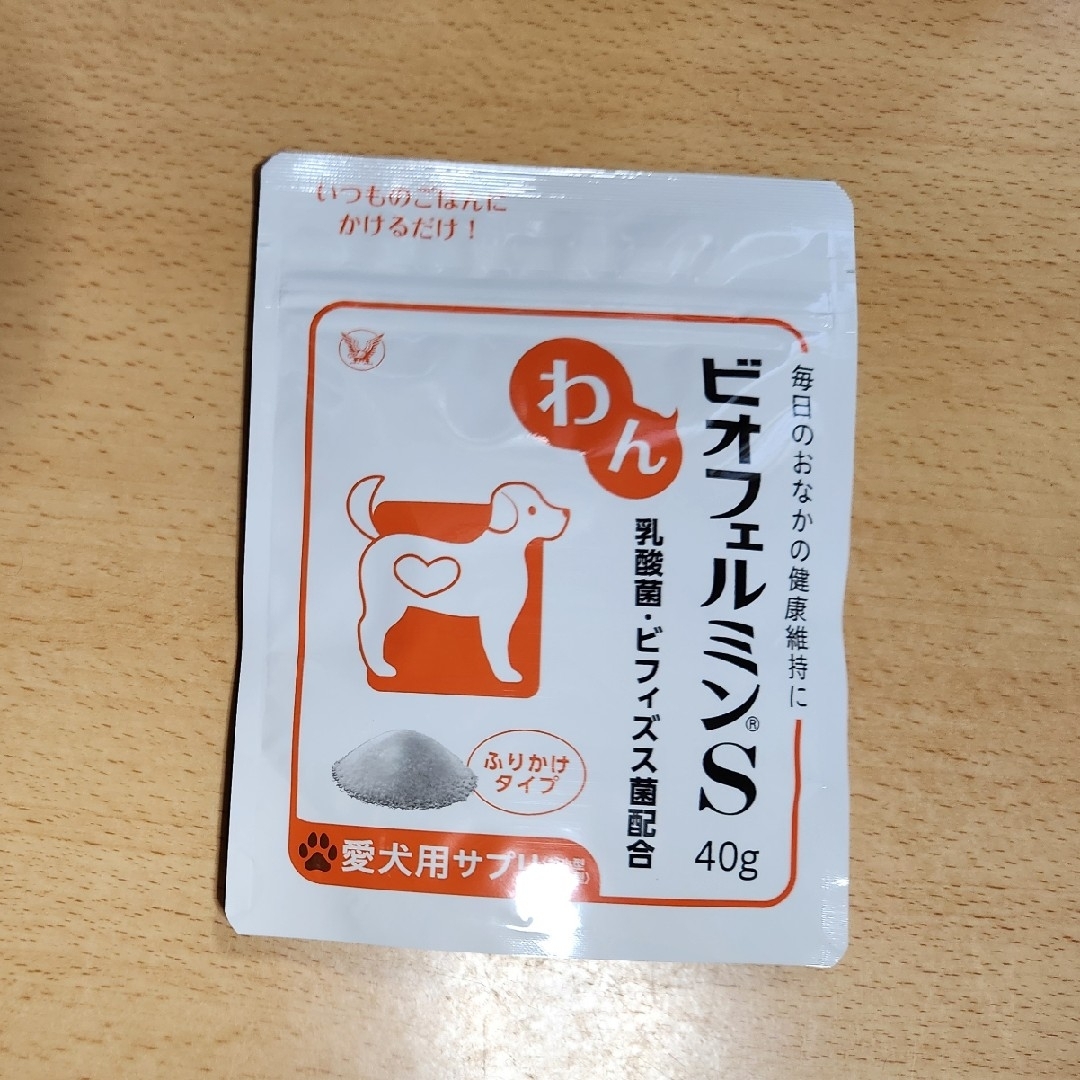 いつものごはんに
かけるだけ！
毎日のおなかの健康維持に
ビオフェルミン®S
40g
わん
乳酸菌・ビフィズス菌配合
ふりかけ
タイプ
愛犬用サプリ